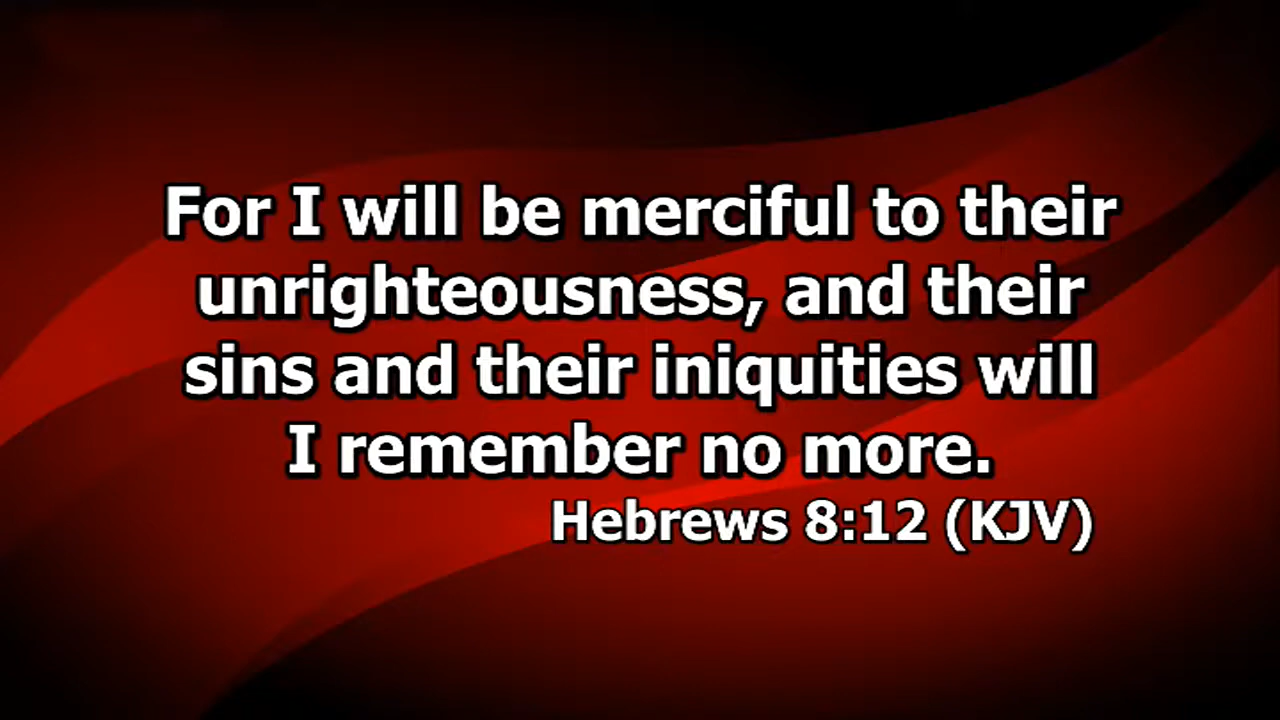 For I will be merciful to their
unrighteousness, and their
sins and their iniquities will
I remember no more.
Hebrews 8:12 (KJV)